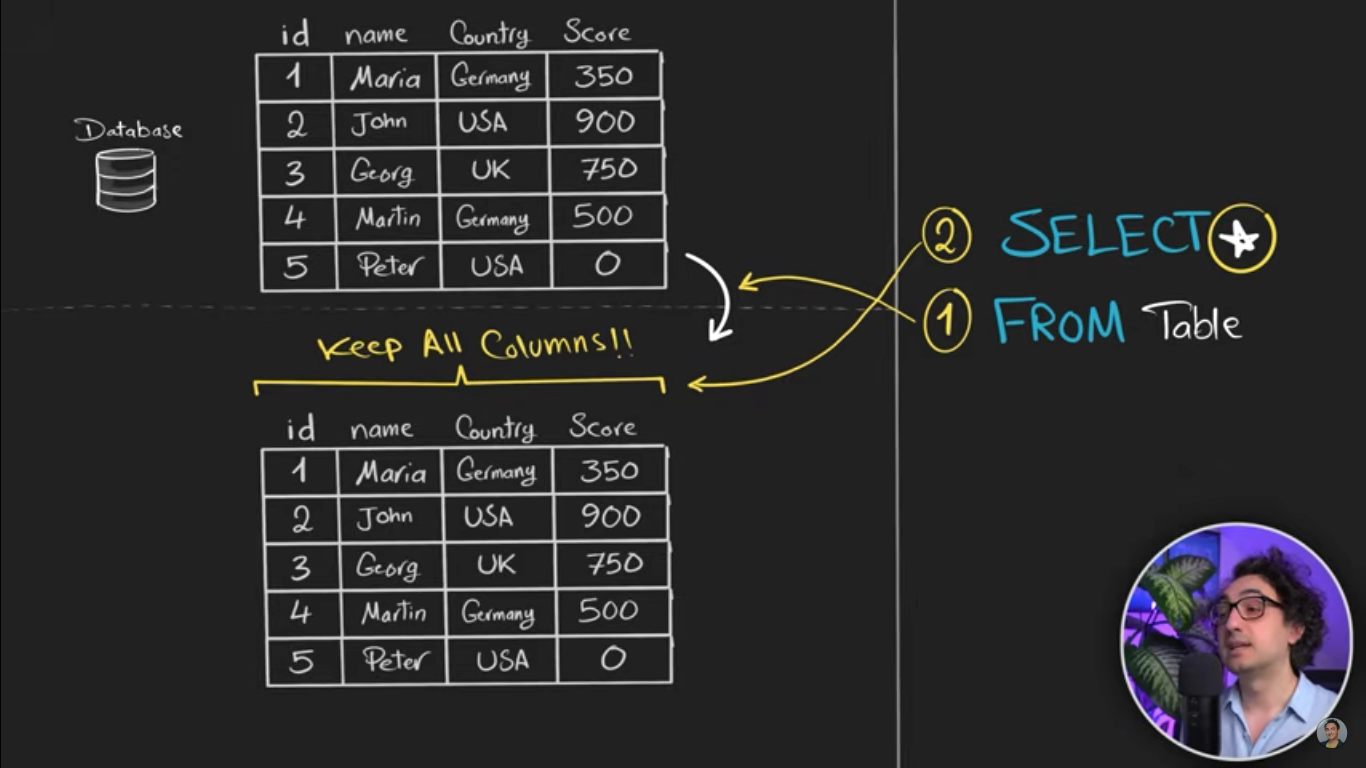 id name Country Score
1 Maria Germany 350
2 John USA 900
3 Georg UK 750
4 Martin Germany 500
5 Peter USA 0
Database
Keep All Columns!!
id name Country Score
1 Maria Germany 350
2 John USA 900
3 Georg UK 750
4 Martin Germany 500
5 Peter USA 0
2 SELECT *
1 FROM Table